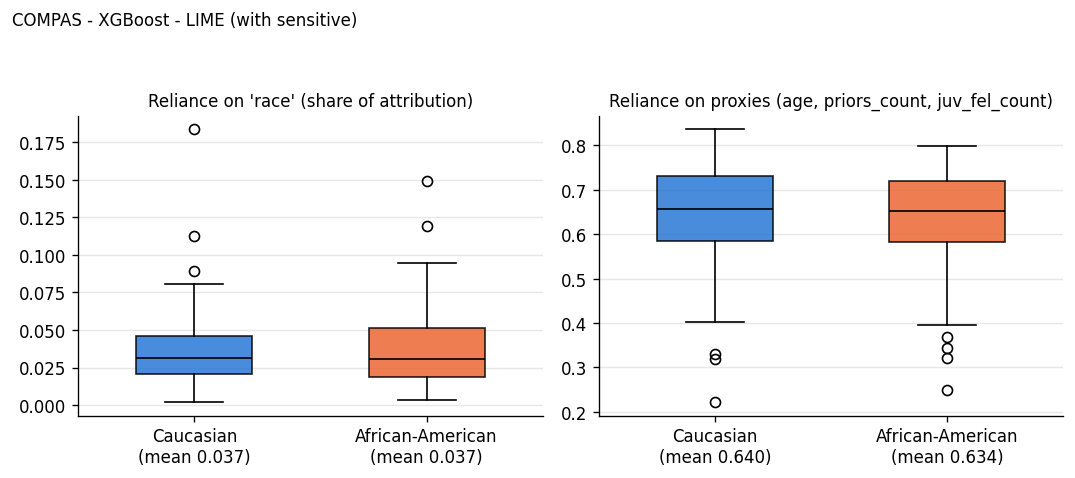 COMPAS - XGBoost - LIME (with sensitive)
Reliance on 'race' (share of attribution)
0.175
0.150
0.125
0.100
0.075
0.050
0.025
0.000
Caucasian
(mean 0.037)
African-American
(mean 0.037)
Reliance on proxies (age, priors_count, juv_fel_count)
0.8
0.7
0.6
0.5
0.4
0.3
0.2
Caucasian
(mean 0.640)
African-American
(mean 0.634)